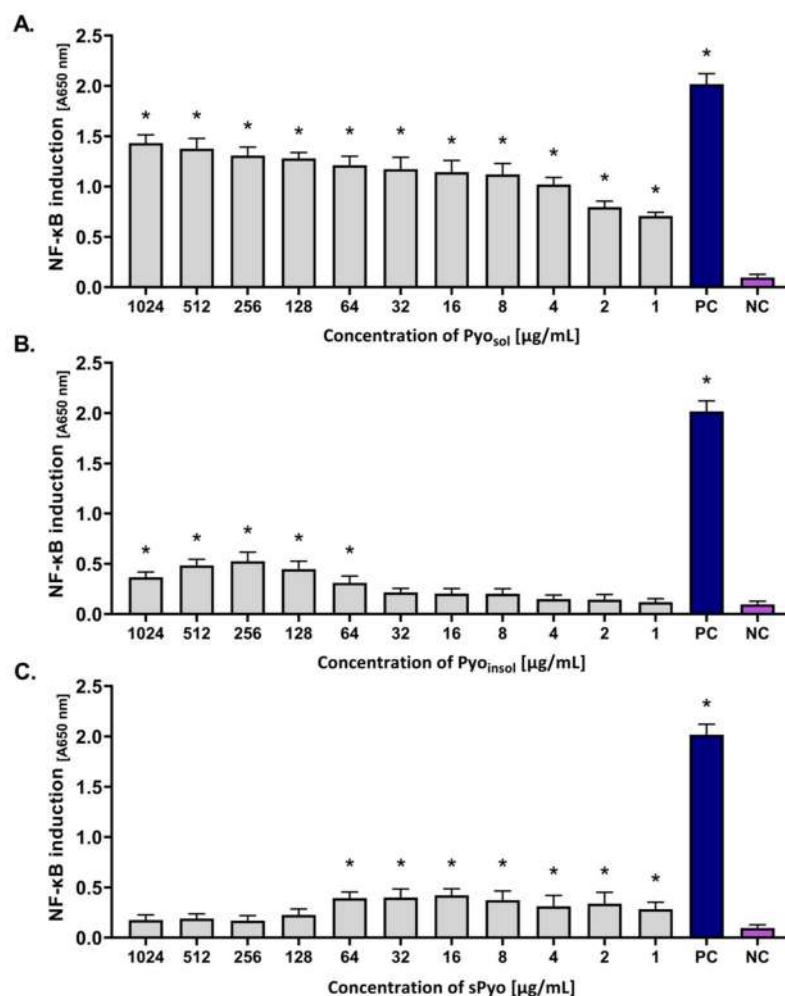 A.
NF-κB induction [A650 nm]
2.5
2.0
1.5
1.0
0.5
0.0
* * * * * * * * * * * *
1024 512 256 128 64 32 16 8 4 2 1 PC NC
Concentration of Pyosol [µg/mL]
B.
NF-κB induction [A650 nm]
2.5
2.0
1.5
1.0
0.5
0.0
* * * * * *
1024 512 256 128 64 32 16 8 4 2 1 PC NC
Concentration of Pyoinsol [µg/mL]
C.
NF-κB induction [A650 nm]
2.5
2.0
1.5
1.0
0.5
0.0
* * * * * * * *
1024 512 256 128 64 32 16 8 4 2 1 PC NC
Concentration of sPyo [µg/mL]